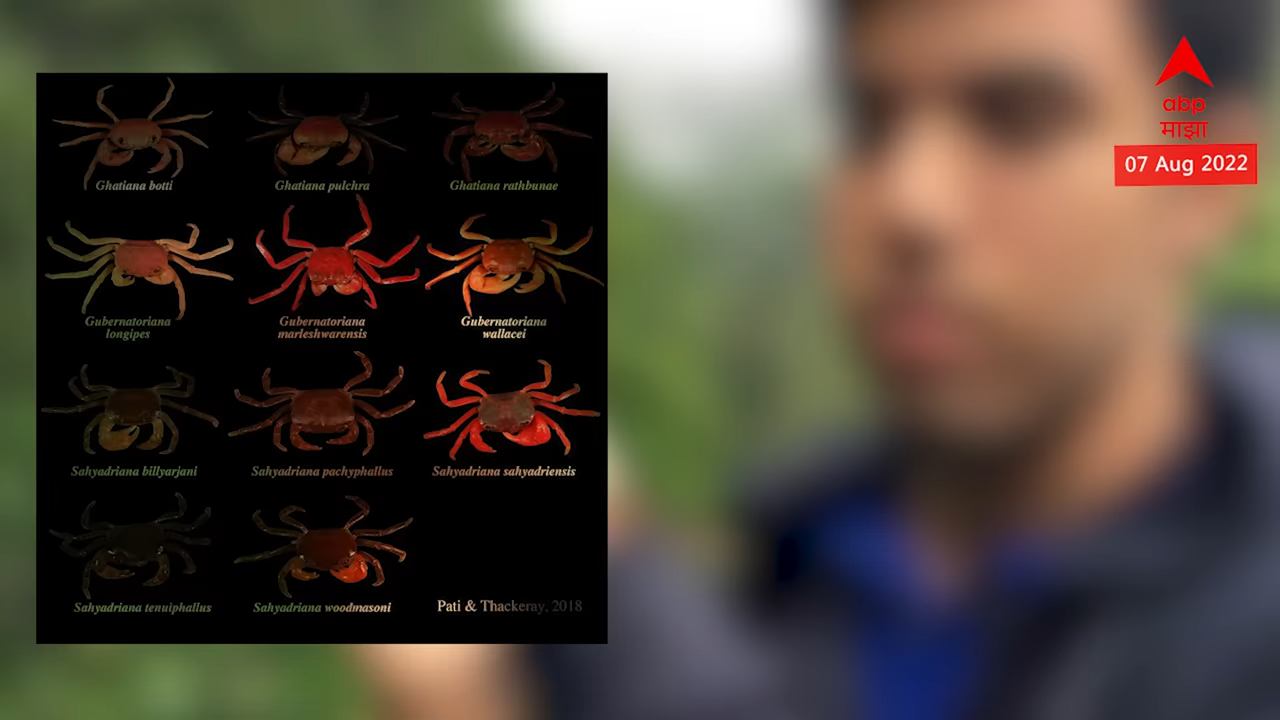 abp
माझा
07 Aug 2022
Ghatiana botti
Ghatiana pulchra
Ghatiana rathbunae
Gubernatoriana
longipes
Gubernatoriana
marleshwarensis
Gubernatoriana
wallacei
Sahyadriana billyarjani
Sahyadriana pachyphallus
Sahyadriana sahyadriensis
Sahyadriana tenuiphallus
Sahyadriana woodmasoni
Pati & Thackeray, 2018